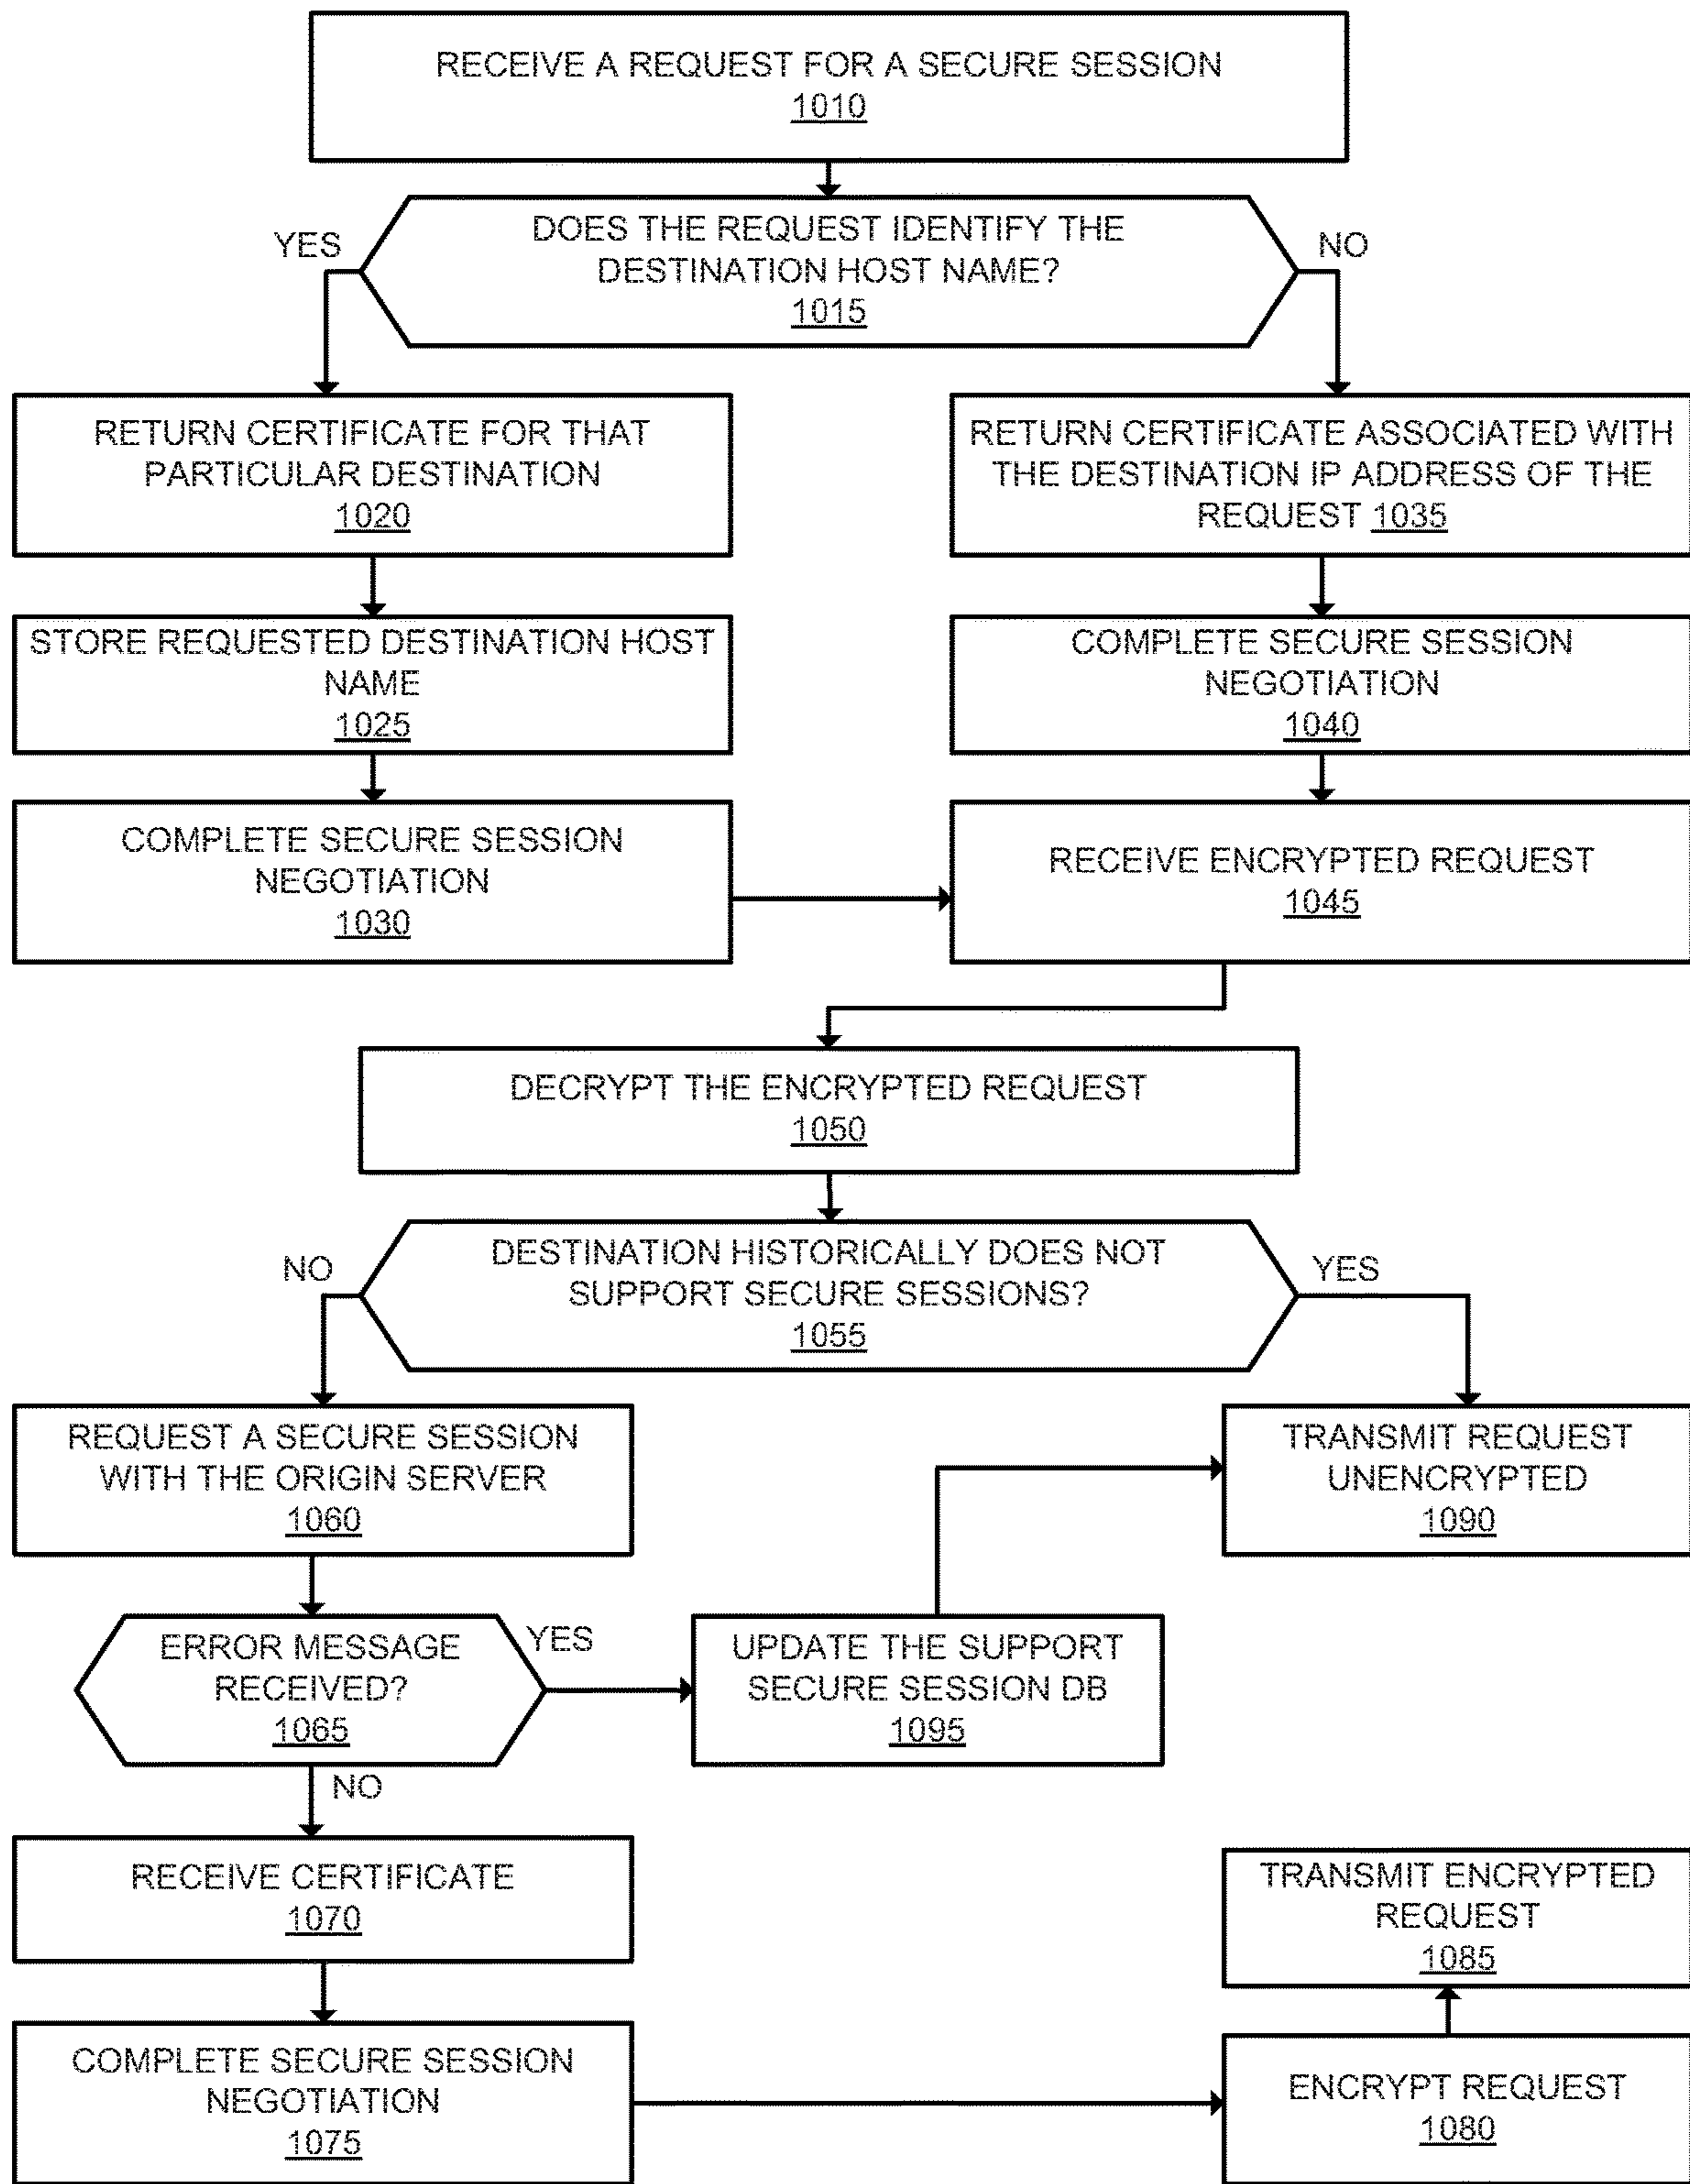 RECEIVE A REQUEST FOR A SECURE SESSION
1010
DOES THE REQUEST IDENTIFY THE
DESTINATION HOST NAME?
1015
YES
NO
RETURN CERTIFICATE FOR THAT
PARTICULAR DESTINATION
1020
RETURN CERTIFICATE ASSOCIATED WITH
THE DESTINATION IP ADDRESS OF THE
REQUEST 1035
STORE REQUESTED DESTINATION HOST
NAME
1025
COMPLETE SECURE SESSION
NEGOTIATION
1040
COMPLETE SECURE SESSION
NEGOTIATION
1030
RECEIVE ENCRYPTED REQUEST
1045
DECRYPT THE ENCRYPTED REQUEST
1050
DESTINATION HISTORICALLY DOES NOT
SUPPORT SECURE SESSIONS?
1055
NO
YES
REQUEST A SECURE SESSION
WITH THE ORIGIN SERVER
1060
TRANSMIT REQUEST
UNENCRYPTED
1090
ERROR MESSAGE
RECEIVED?
1065
YES
UPDATE THE SUPPORT
SECURE SESSION DB
1095
NO
RECEIVE CERTIFICATE
1070
TRANSMIT ENCRYPTED
REQUEST
1085
COMPLETE SECURE SESSION
NEGOTIATION
1075
ENCRYPT REQUEST
1080